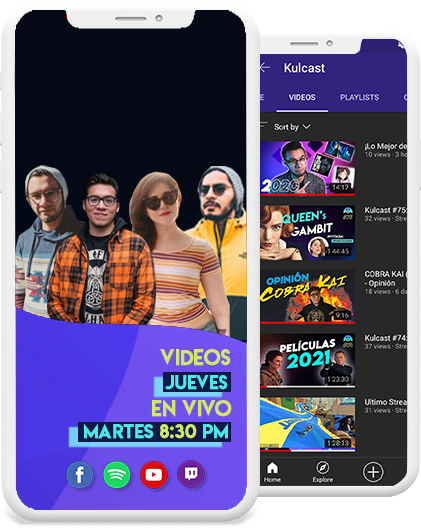 VIDEOS
JUEVES
EN VIVO
MARTES 8:30 PM
Kulcast
E
VIDEOS
PLAYLISTS
Sort by
2020
14:12
¡Lo Mejor de
10 views · 3 ho
QUEEN's
GAMBIT
1:44:45
Kulcast #75:
32 views · Stre
OPINIÓN
COBRA KAI
9:16
COBRA KAI (
- Opinión
18 views · 6 da
PELÍCULAS
2021
1:23:30
Kulcast #74:
37 views · Stre
1:28:13
Ultimo Strea
31 views · Stre
Home
Explore